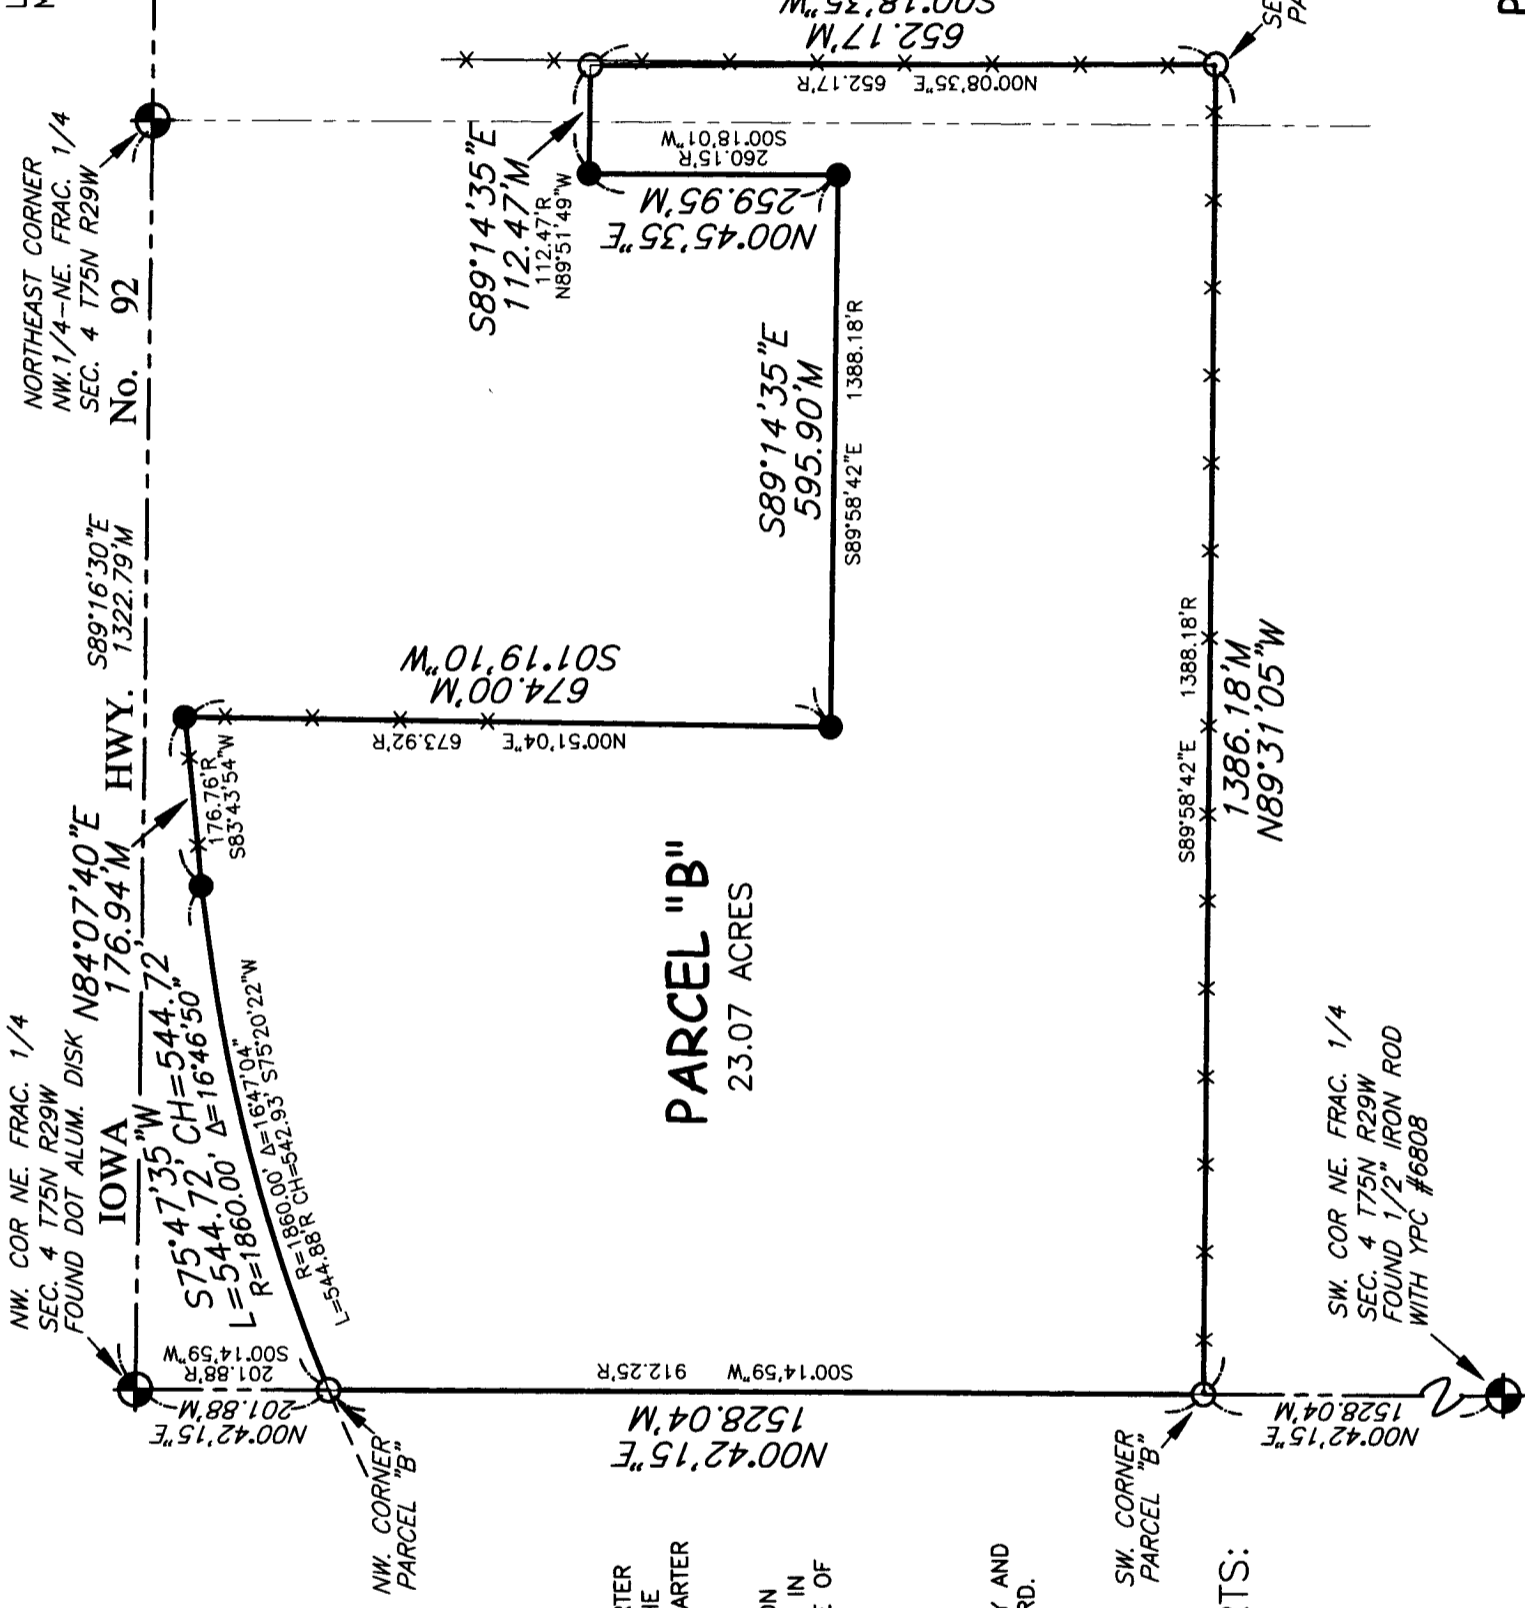 NORTHEAST CORNER
NW.1/4-NE. FRAC. 1/4
SEC. 4 T75N R29W
NW. COR NE. FRAC. 1/4
SEC. 4 T75N R29W
FOUND DOT ALUM. DISK
IOWA HWY. No. 92
S89°16'30"E
1322.79'M
N84°07'40"E
176.94'M
176.76'R
S83°43'54"W
S75°47'35"W
L=544.72' CH=544.72'
R=1860.00' Δ=16°46'50"
R=1860.00' Δ=16°47'04"
L=544.88'R CH=542.93' S75°20'22"W
201.88'R
S00°14'59"W
N00°42'15"E
201.88'M
NW. CORNER
PARCEL "B"
674.00'M
S01°19'10"W
N00°51'04"E 673.92'R
S89°14'35"E
112.47'M
112.47'R
N89°51'49"W
260.15'R
S00°18'01"W
N00°45'35"E
259.95'M
652.17'M
S00°18'35"W
N00°08'35"E 652.17'R
S89°14'35"E
595.90'M
S89°58'42"E 1388.18'R
PARCEL "B"
23.07 ACRES
S00°14'59"W 912.25'R
N00°42'15"E
1528.04'M
S89°58'42"E 1388.18'R
1386.18'M
N89°31'05"W
SW. CORNER
PARCEL "B"
N00°42'15"E
1528.04'M
SW. COR NE. FRAC. 1/4
SEC. 4 T75N R29W
FOUND 1/2" IRON ROD
WITH YPC #6808